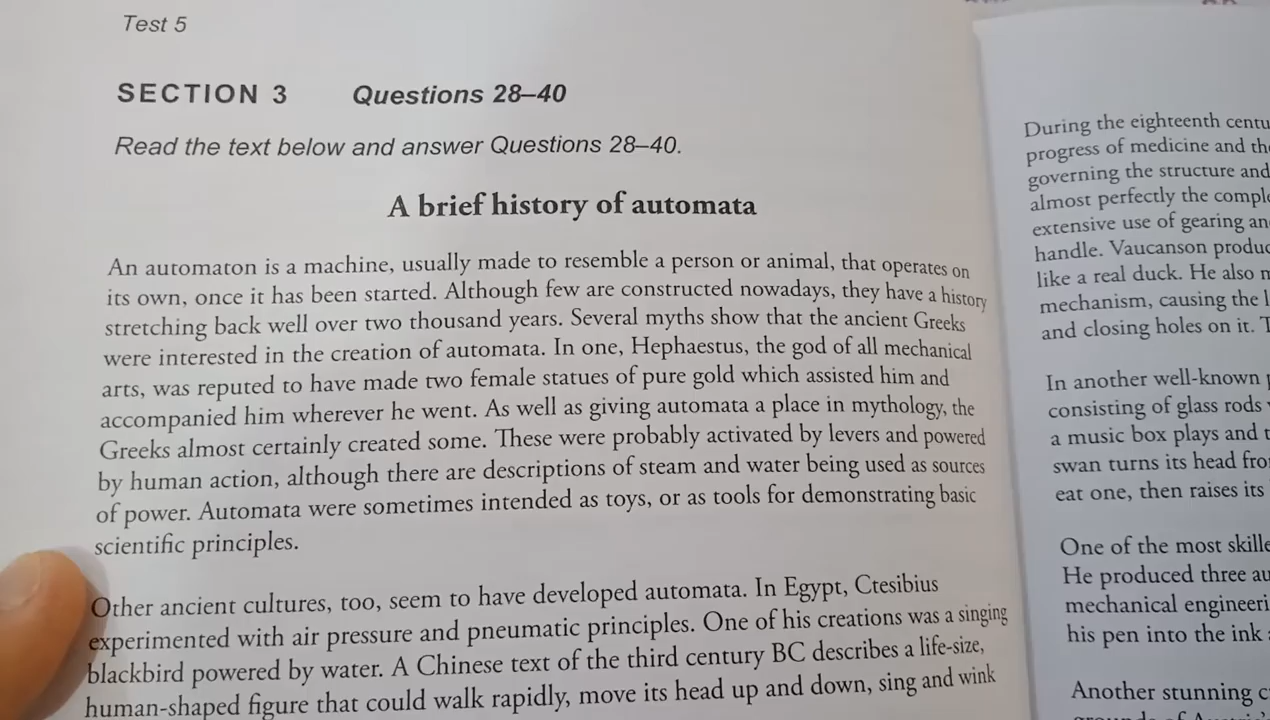 Test 5
SECTION 3 Questions 28–40
Read the text below and answer Questions 28–40.
A brief history of automata
An automaton is a machine, usually made to resemble a person or animal, that operates on
its own, once it has been started. Although few are constructed nowadays, they have a history
stretching back well over two thousand years. Several myths show that the ancient Greeks
were interested in the creation of automata. In one, Hephaestus, the god of all mechanical
arts, was reputed to have made two female statues of pure gold which assisted him and
accompanied him wherever he went. As well as giving automata a place in mythology, the
Greeks almost certainly created some. These were probably activated by levers and powered
by human action, although there are descriptions of steam and water being used as sources
of power. Automata were sometimes intended as toys, or as tools for demonstrating basic
scientific principles.
Other ancient cultures, too, seem to have developed automata. In Egypt, Ctesibius
experimented with air pressure and pneumatic principles. One of his creations was a singing
blackbird powered by water. A Chinese text of the third century BC describes a life-size,
human-shaped figure that could walk rapidly, move its head up and down, sing and wink
During the eighteenth centu
progress of medicine and th
governing the structure and
almost perfectly the compl
extensive use of gearing an
handle. Vaucanson produc
like a real duck. He also m
mechanism, causing the l
and closing holes on it. T
In another well-known p
consisting of glass rods
a music box plays and t
swan turns its head fro
eat one, then raises its
One of the most skille
He produced three au
mechanical engineeri
his pen into the ink
Another stunning c